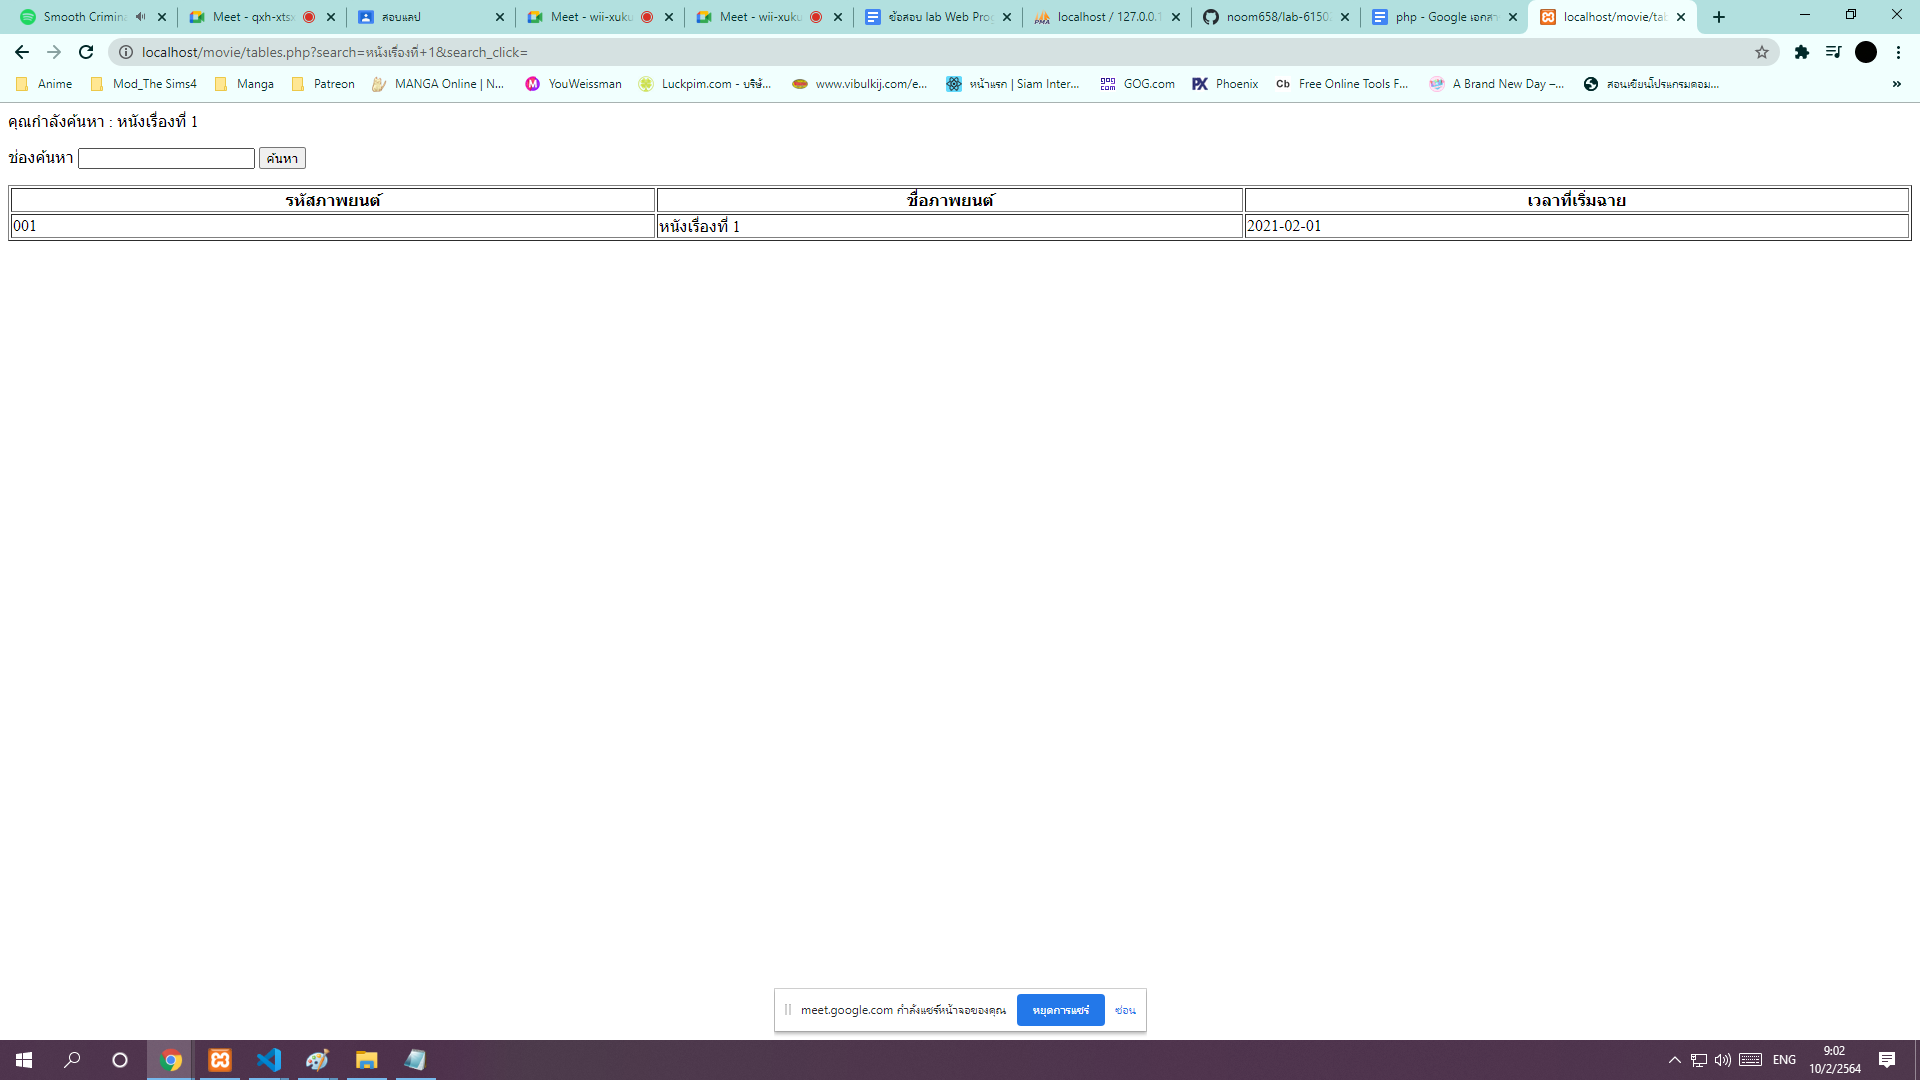 Smooth Crimina
Meet - qxh-xtsx
สอบแลป
Meet - wii-xuku
Meet - wii-xuku
ข้อสอบ lab Web Prog
localhost / 127.0.0.1
noom658/lab-61502
php - Google เอกสา
localhost/movie/tab
localhost/movie/tables.php?search=หนังเรื่องที่+1&search_click=
Anime
Mod_The Sims4
Manga
Patreon
MANGA Online | N...
YouWeissman
Luckpim.com - บริษั...
www.vibulkij.com/e...
หน้าแรก | Siam Inter...
GOG.com
Phoenix
Cb Free Online Tools F...
A Brand New Day –...
สอนเขียนโปรแกรมคอม...
»
คุณกำลังค้นหา : หนังเรื่องที่ 1
ช่องค้นหา ค้นหา
รหัสภาพยนต์ ชื่อภาพยนต์ เวลาที่เริ่มฉาย
001 หนังเรื่องที่ 1 2021-02-01
meet.google.com กำลังแชร์หน้าจอของคุณ หยุดการแชร์ ซ่อน
ENG
9:02
10/2/2564